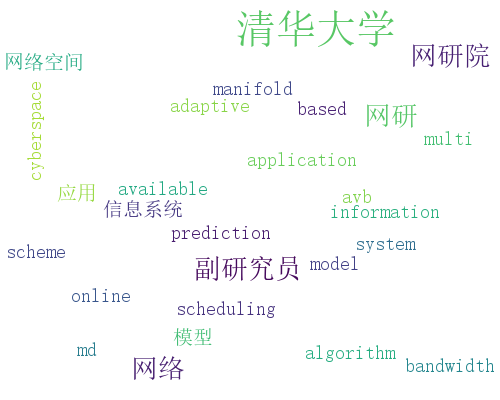 清华大学
网研院
网络空间
manifold
cyberspace
adaptive
based
网研
multi
application
应用
available
avb
信息系统
information
prediction
system
scheme
副研究员
model
online
scheduling
模型
md
algorithm
网络
bandwidth